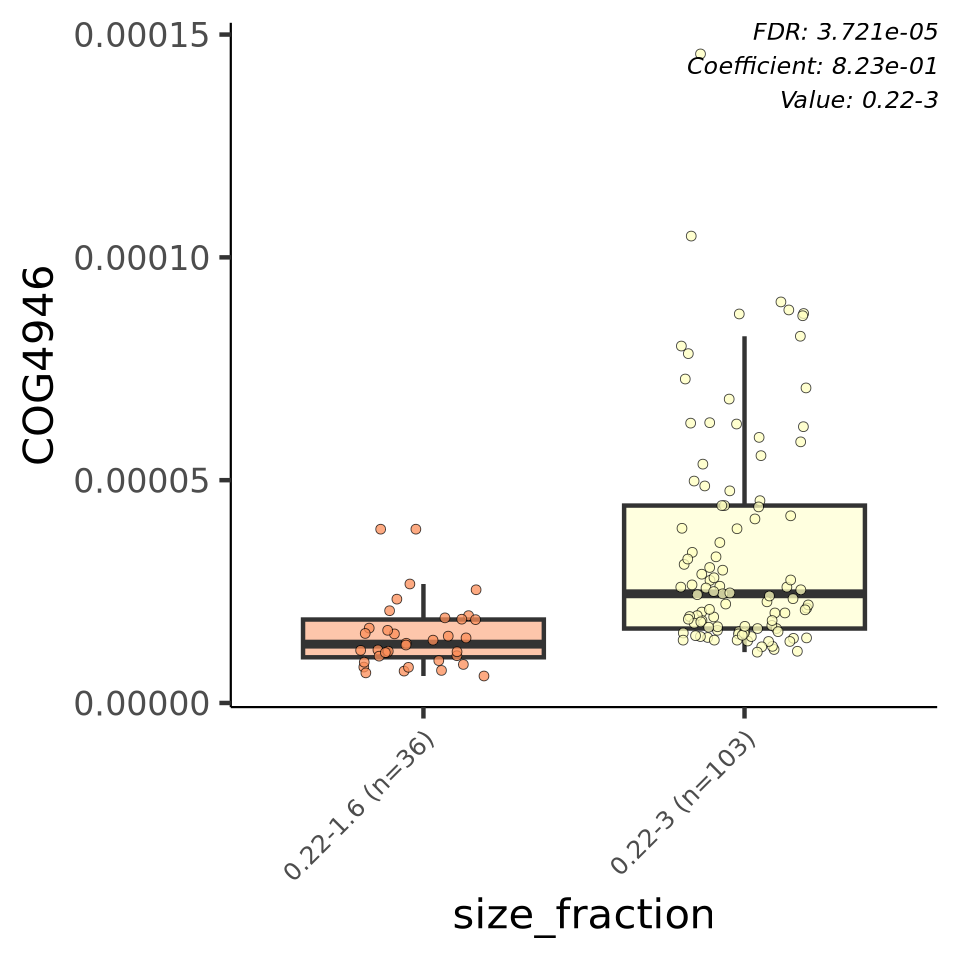 FDR: 3.721e-05
Coefficient: 8.23e-01
Value: 0.22-3
0.00015
0.00010
0.00005
0.00000
COG4946
0.22-1.6 (n=36)
0.22-3 (n=103)
size_fraction